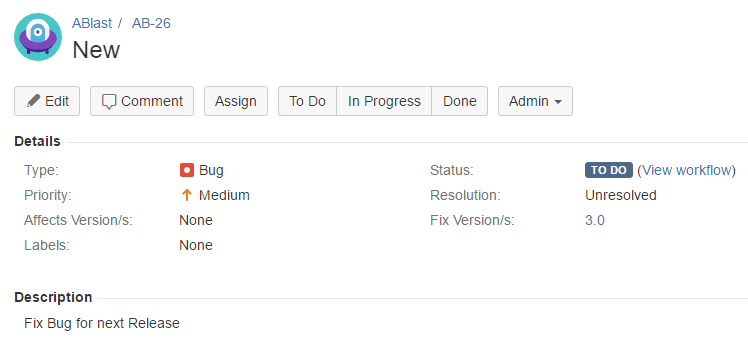 ABlast / AB-26
New
Edit Comment Assign To Do In Progress Done Admin
Details
Type: Bug Status: TO DO (View workflow)
Priority: Medium Resolution: Unresolved
Affects Version/s: None Fix Version/s: 3.0
Labels: None
Description
Fix Bug for next Release